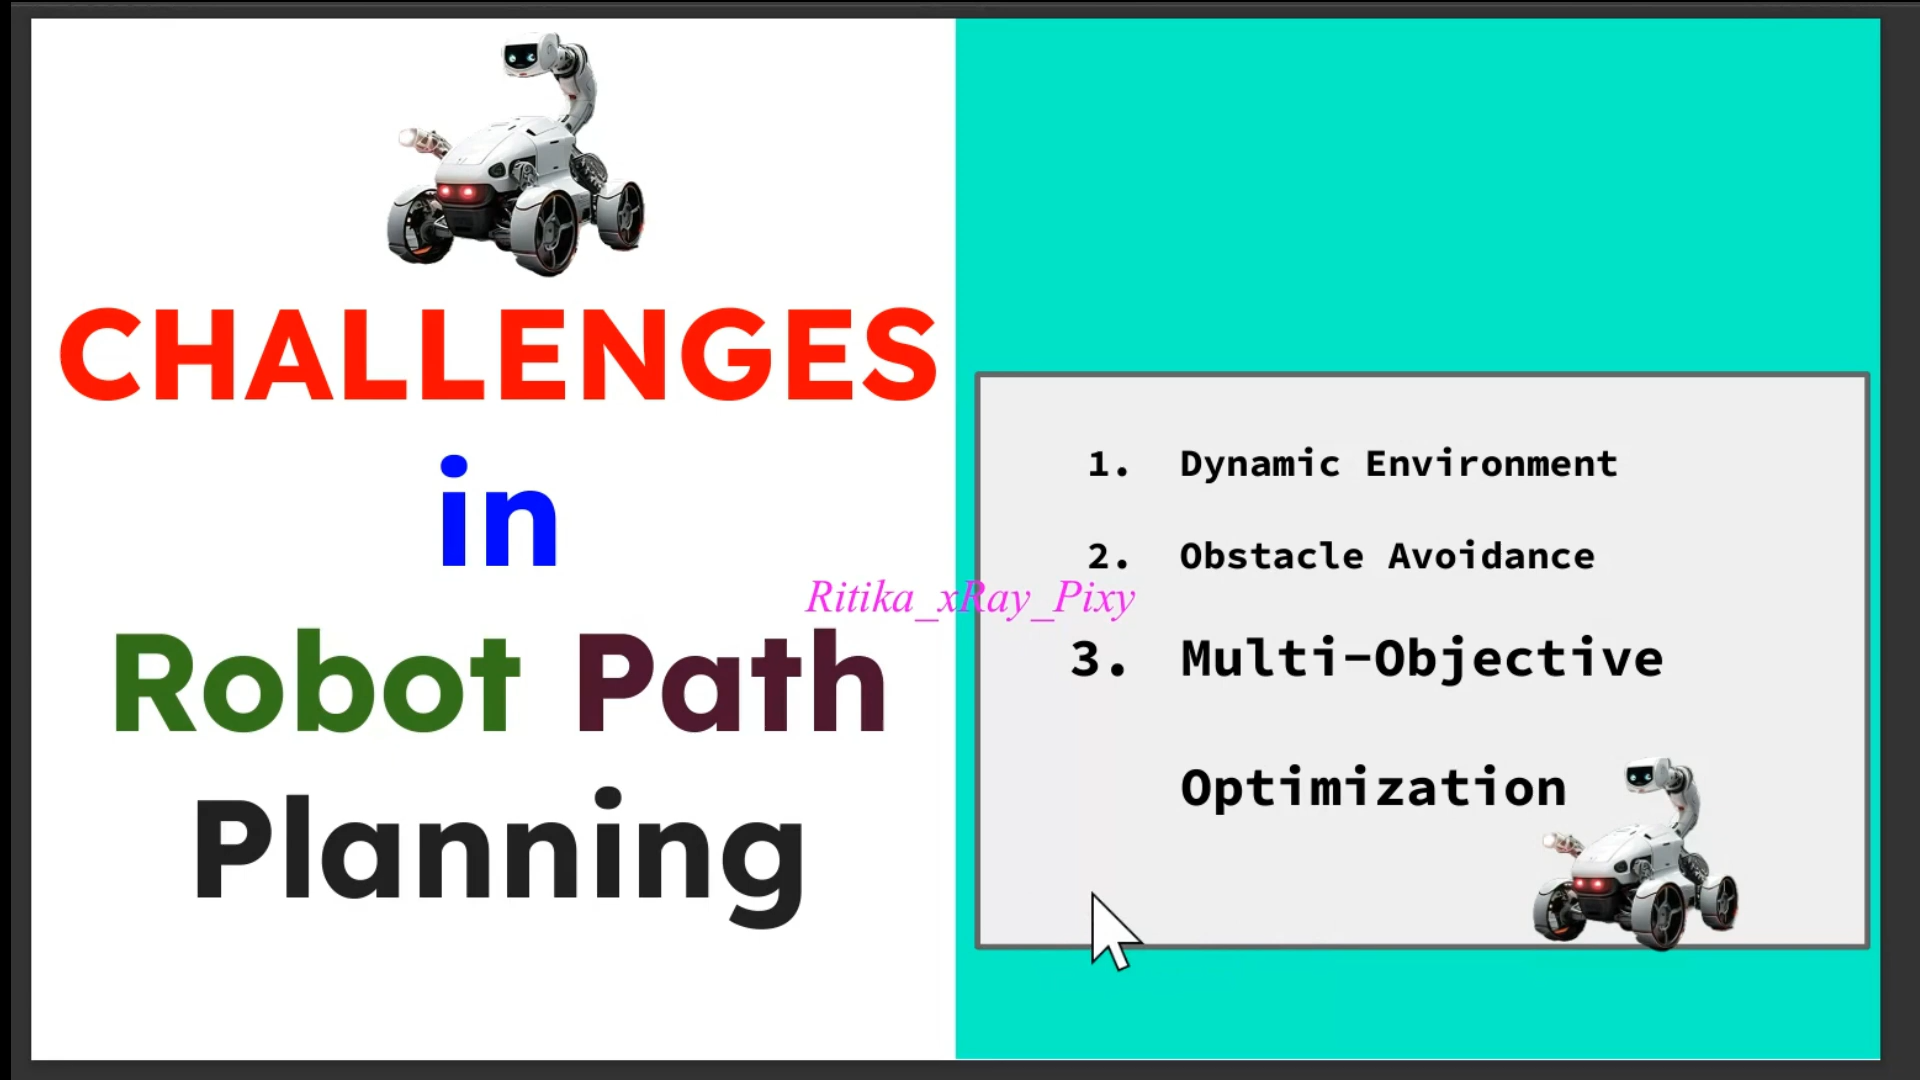 CHALLENGES
in
Robot Path
Planning
1. Dynamic Environment
2. Obstacle Avoidance
3. Multi-Objective
Optimization
Ritika_xRay_Pixy